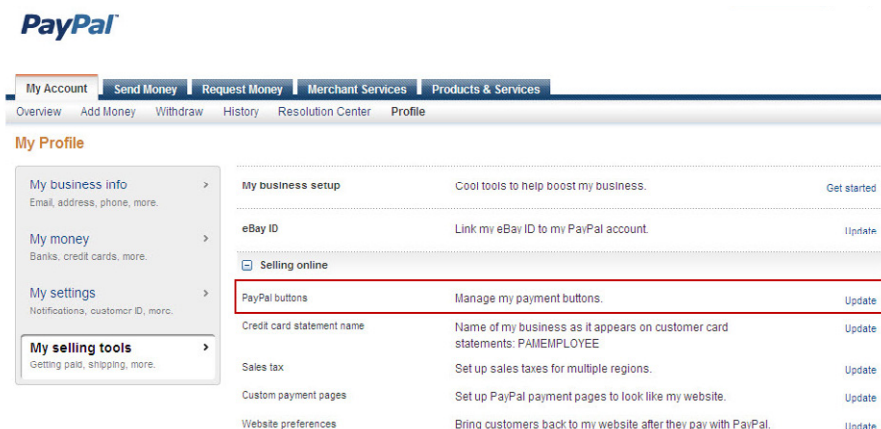 PayPal
My Account Send Money Request Money Merchant Services Products & Services
Overview Add Money Withdraw History Resolution Center Profile
My Profile
My business info
Email, address, phone, more.
My money
Banks, credit cards, more.
My settings
Notifications, customer ID, more.
My selling tools
Getting paid, shipping, more.
My business setup Cool tools to help boost my business. Get started
eBay ID Link my eBay ID to my PayPal account. Update
Selling online
PayPal buttons Manage my payment buttons. Update
Credit card statement name Name of my business as it appears on customer card Update
statements: PAMEMPLOYEE
Sales tax Set up sales taxes for multiple regions. Update
Custom payment pages Set up PayPal payment pages to look like my website. Update
Website preferences Bring customers back to my website after they pay with PayPal. Update